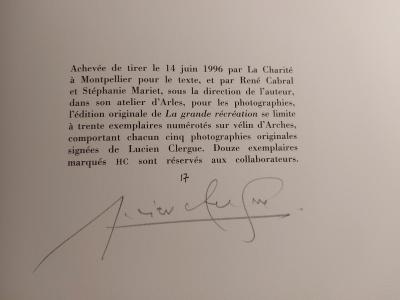 Achevée de tirer le 14 juin 1996 par La Charité
à Montpellier pour le texte, et par René Cabral
et Stéphanie Mariet, sous la direction de l'auteur,
dans son atelier d'Arles, pour les photographies,
l'édition originale de La grande récréation se limite
à trente exemplaires numérotés sur vélin d'Arches,
comportant chacun cinq photographies originales
signées de Lucien Clergue. Douze exemplaires
marqués HC sont réservés aux collaborateurs.
17